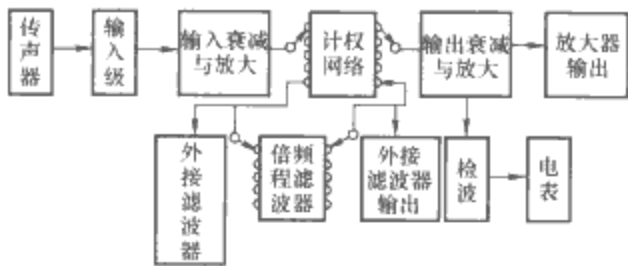 传
声
器
输
入
级
输入衰减
与放大
计权
网络
输出衰减
与放大
放大器
输出
外
接
滤
波
器
倍频
程滤
波器
外接
滤波器
输出
检
波
电
表